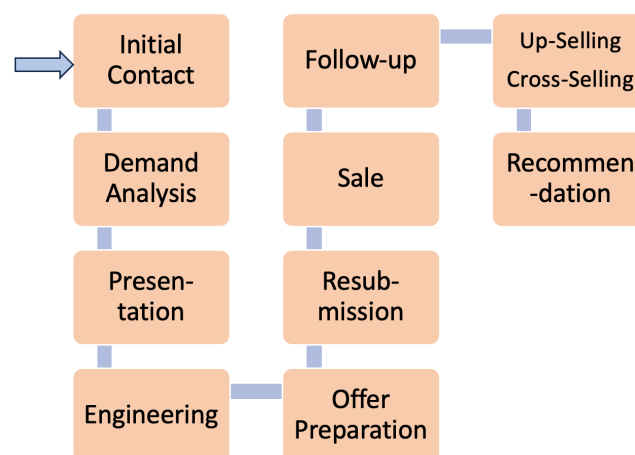 Initial
Contact
Demand
Analysis
Presen-
tation
Engineering
Offer
Preparation
Resub-
mission
Sale
Follow-up
Up-Selling
Cross-Selling
Recommen
-dation